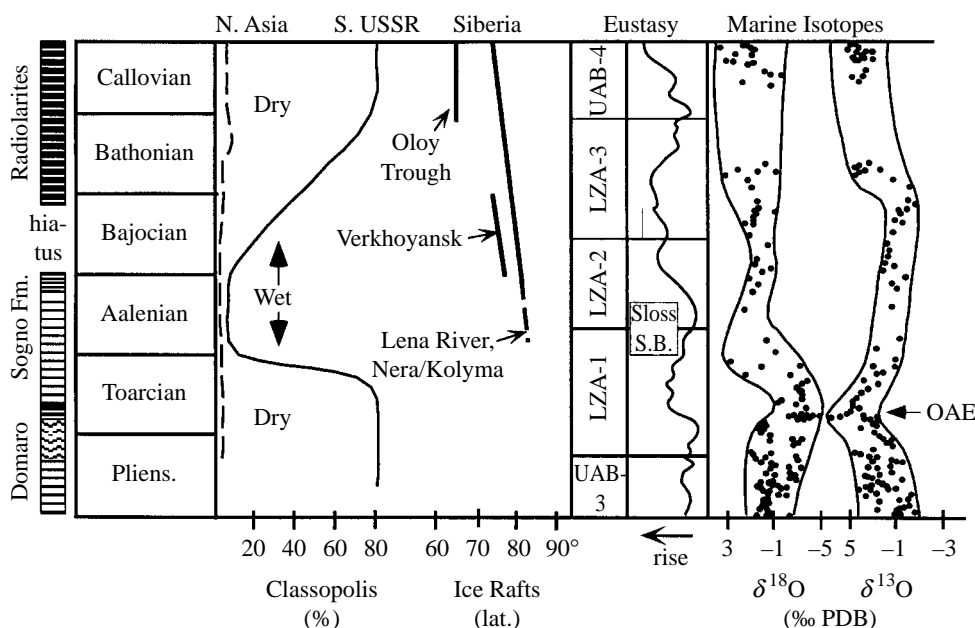 N. Asia S. USSR Siberia Eustasy Marine Isotopes
Radiolarites
hia-
tus
Sogno Fm.
Domaro
Callovian
Bathonian
Bajocian
Aalenian
Toarcian
Pliens.
Dry
Wet
Dry
Oloy
Trough
Verkhoyansk
Lena River,
Nera/Kolyma
UAB-4
LZA-3
LZA-2
LZA-1
UAB-
3
Sloss
S.B.
OAE
20 40 60 80 60 70 80 90°
rise
3 –1 –5 5 –1 –3
Classopolis
(%)
Ice Rafts
(lat.)
δ18O δ13O
(‰ PDB)